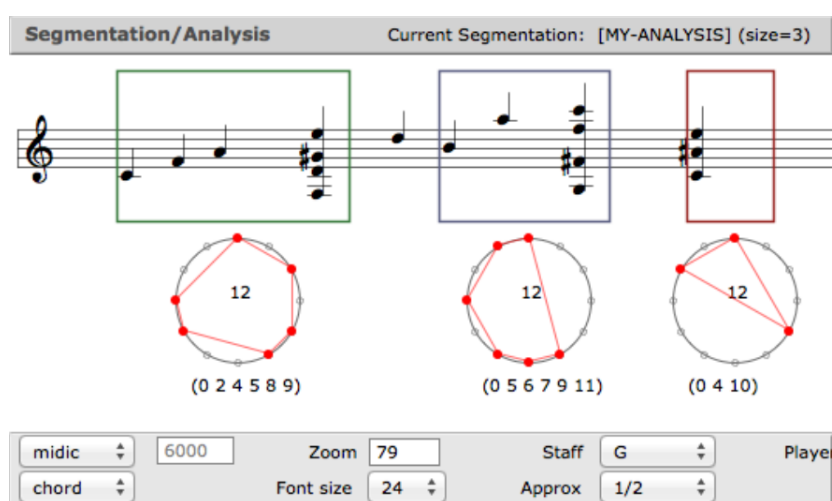 Segmentation/Analysis Current Segmentation: [MY-ANALYSIS] (size=3)
12 12 12
(0 2 4 5 8 9) (0 5 6 7 9 11) (0 4 10)
midic 6000 Zoom 79 Staff G Player
chord Font size 24 Approx 1/2